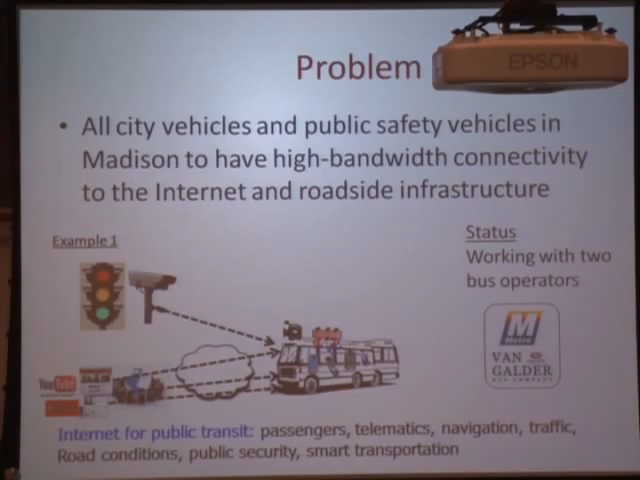 Problem
EPSON
• All city vehicles and public safety vehicles in
Madison to have high-bandwidth connectivity
to the Internet and roadside infrastructure
Example 1
Status
Working with two
bus operators
YouTube
M
Metro
VAN
GALDER
BUS COMPANY
Internet for public transit: passengers, telematics, navigation, traffic,
Road conditions, public security, smart transportation